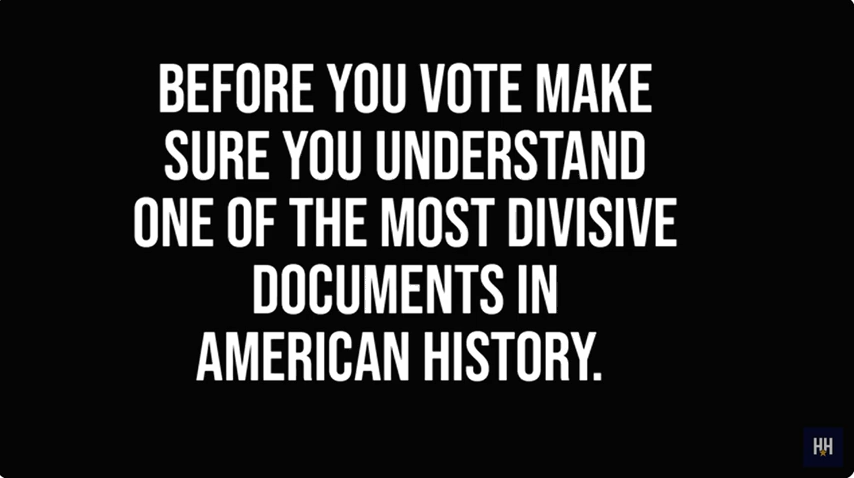 BEFORE YOU VOTE MAKE
SURE YOU UNDERSTAND
ONE OF THE MOST DIVISIVE
DOCUMENTS IN
AMERICAN HISTORY.
HH